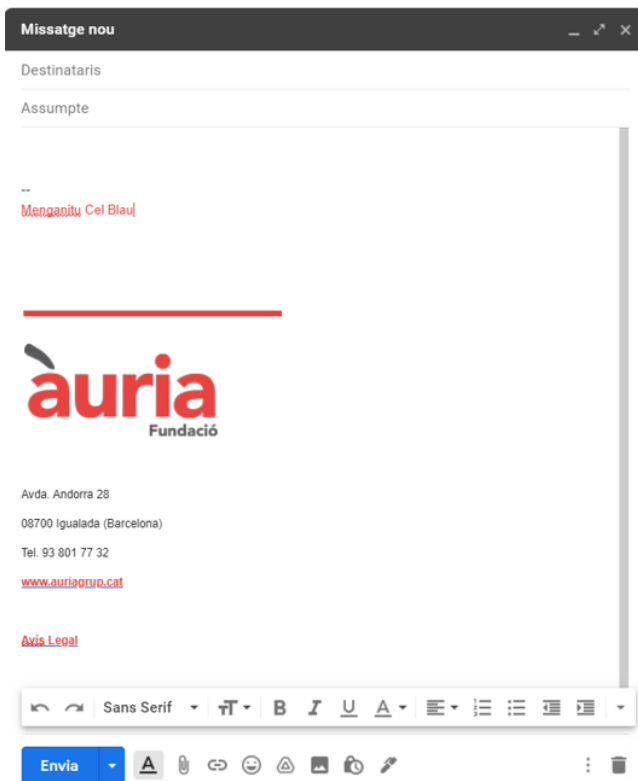 Missatge nou
Destinataris
Assumpte
--
Menganitu Cel Blau
àuria
Fundació
Avda. Andorra 28
08700 Igualada (Barcelona)
Tel. 93 801 77 32
www.auriagrup.cat
Avís Legal
Sans Serif
Envia